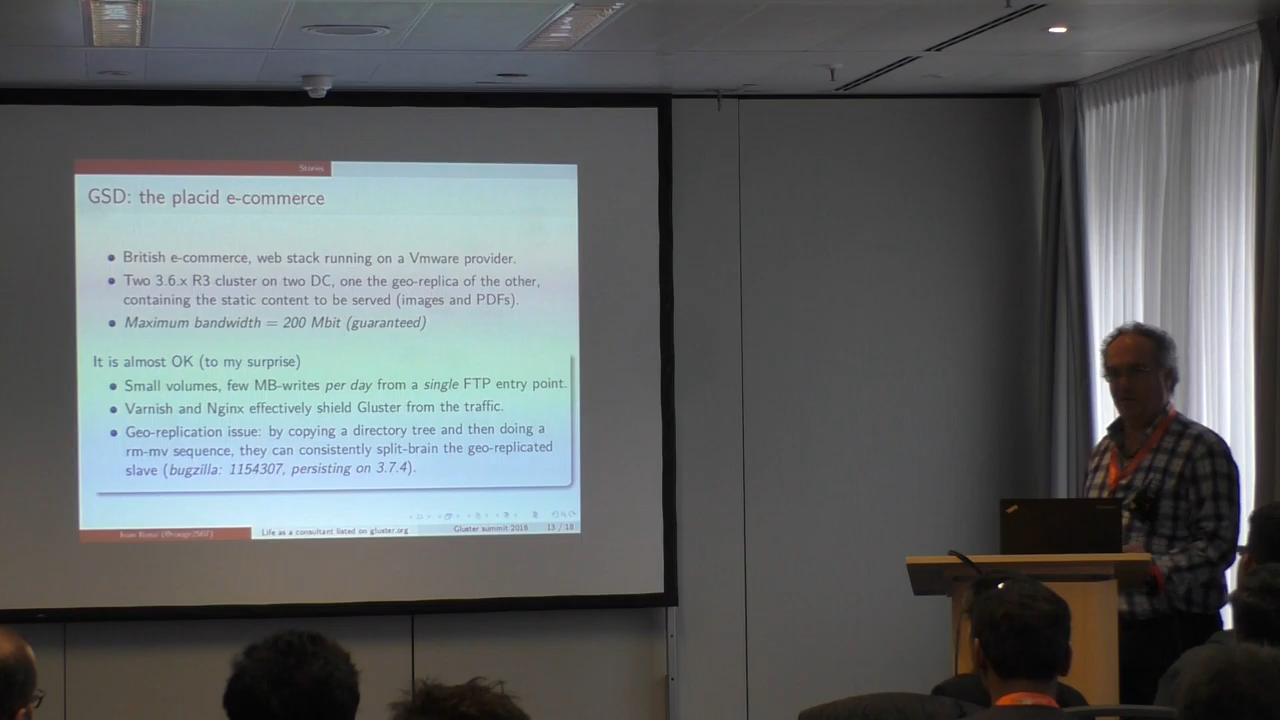 Stories
GSD: the placid e-commerce
• British e-commerce, web stack running on a Vmware provider.
• Two 3.6.x R3 cluster on two DC, one the geo-replica of the other,
containing the static content to be served (images and PDFs).
• Maximum bandwidth = 200 Mbit (guaranteed)
It is almost OK (to my surprise)
• Small volumes, few MB-writes per day from a single FTP entry point.
• Varnish and Nginx effectively shield Gluster from the traffic.
• Geo-replication issue: by copying a directory tree and then doing a
rm-mv sequence, they can consistently split-brain the geo-replicated
slave (bugzilla: 1154307, persisting on 3.7.4).
Life as a consultant listed on gluster.org
Gluster summit 2016
13 / 18